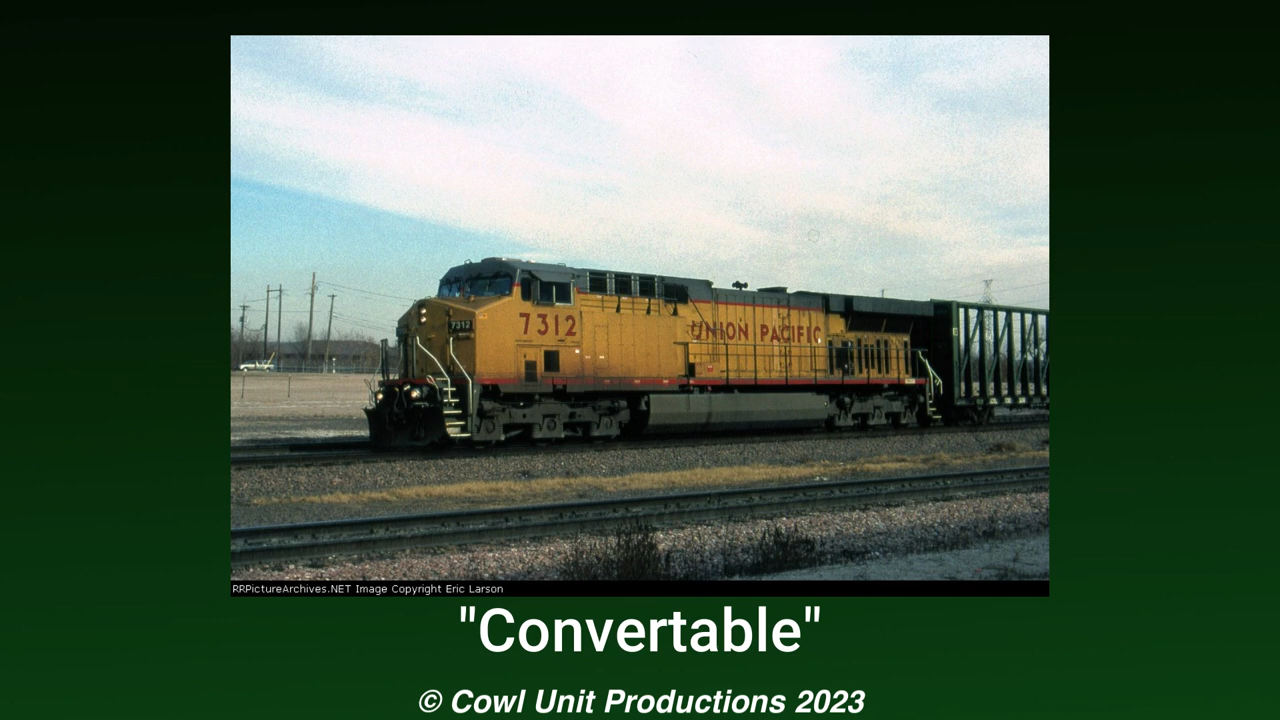 7312
7312
UNION PACIFIC
RRPictureArchives.NET Image Copyright Eric Larson
"Convertable"
© Cowl Unit Productions 2023